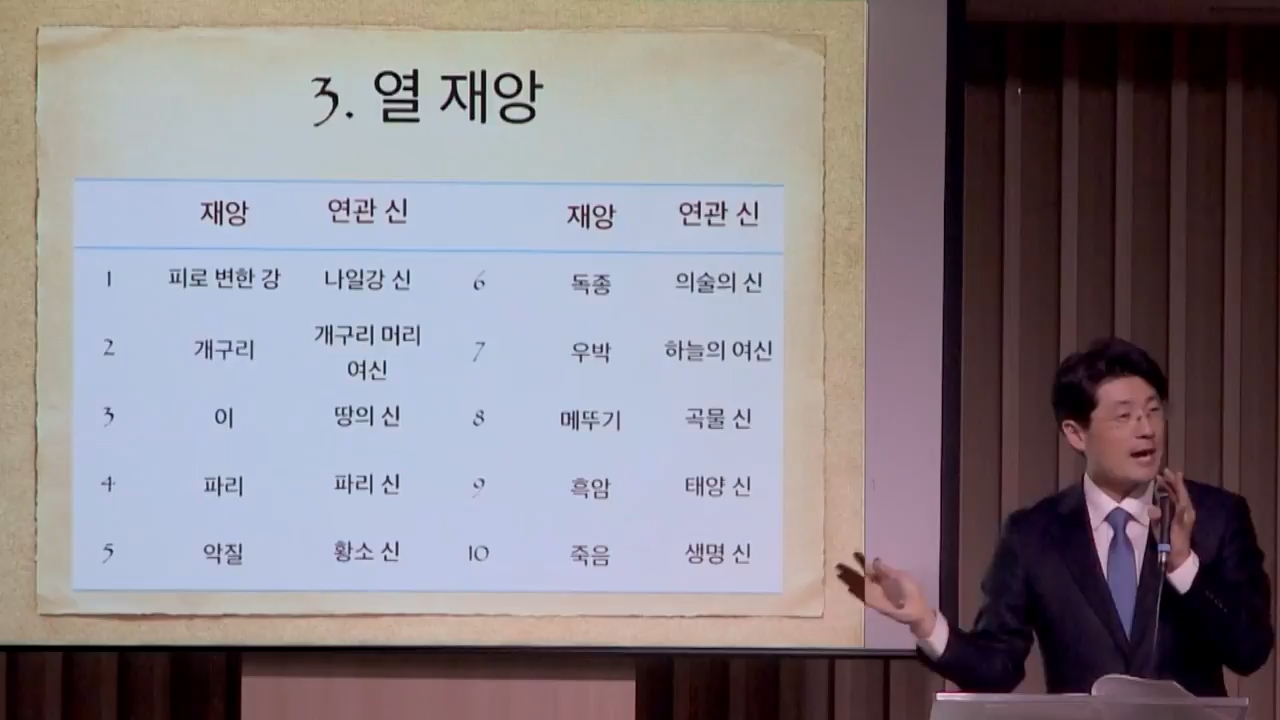 3. 열 재앙
재앙 연관 신 재앙 연관 신
1 피로 변한 강 나일강 신 6 독종 의술의 신
2 개구리 개구리 머리 여신 7 우박 하늘의 여신
3 이 땅의 신 8 메뚜기 곡물 신
4 파리 파리 신 9 흑암 태양 신
5 악질 황소 신 10 죽음 생명 신